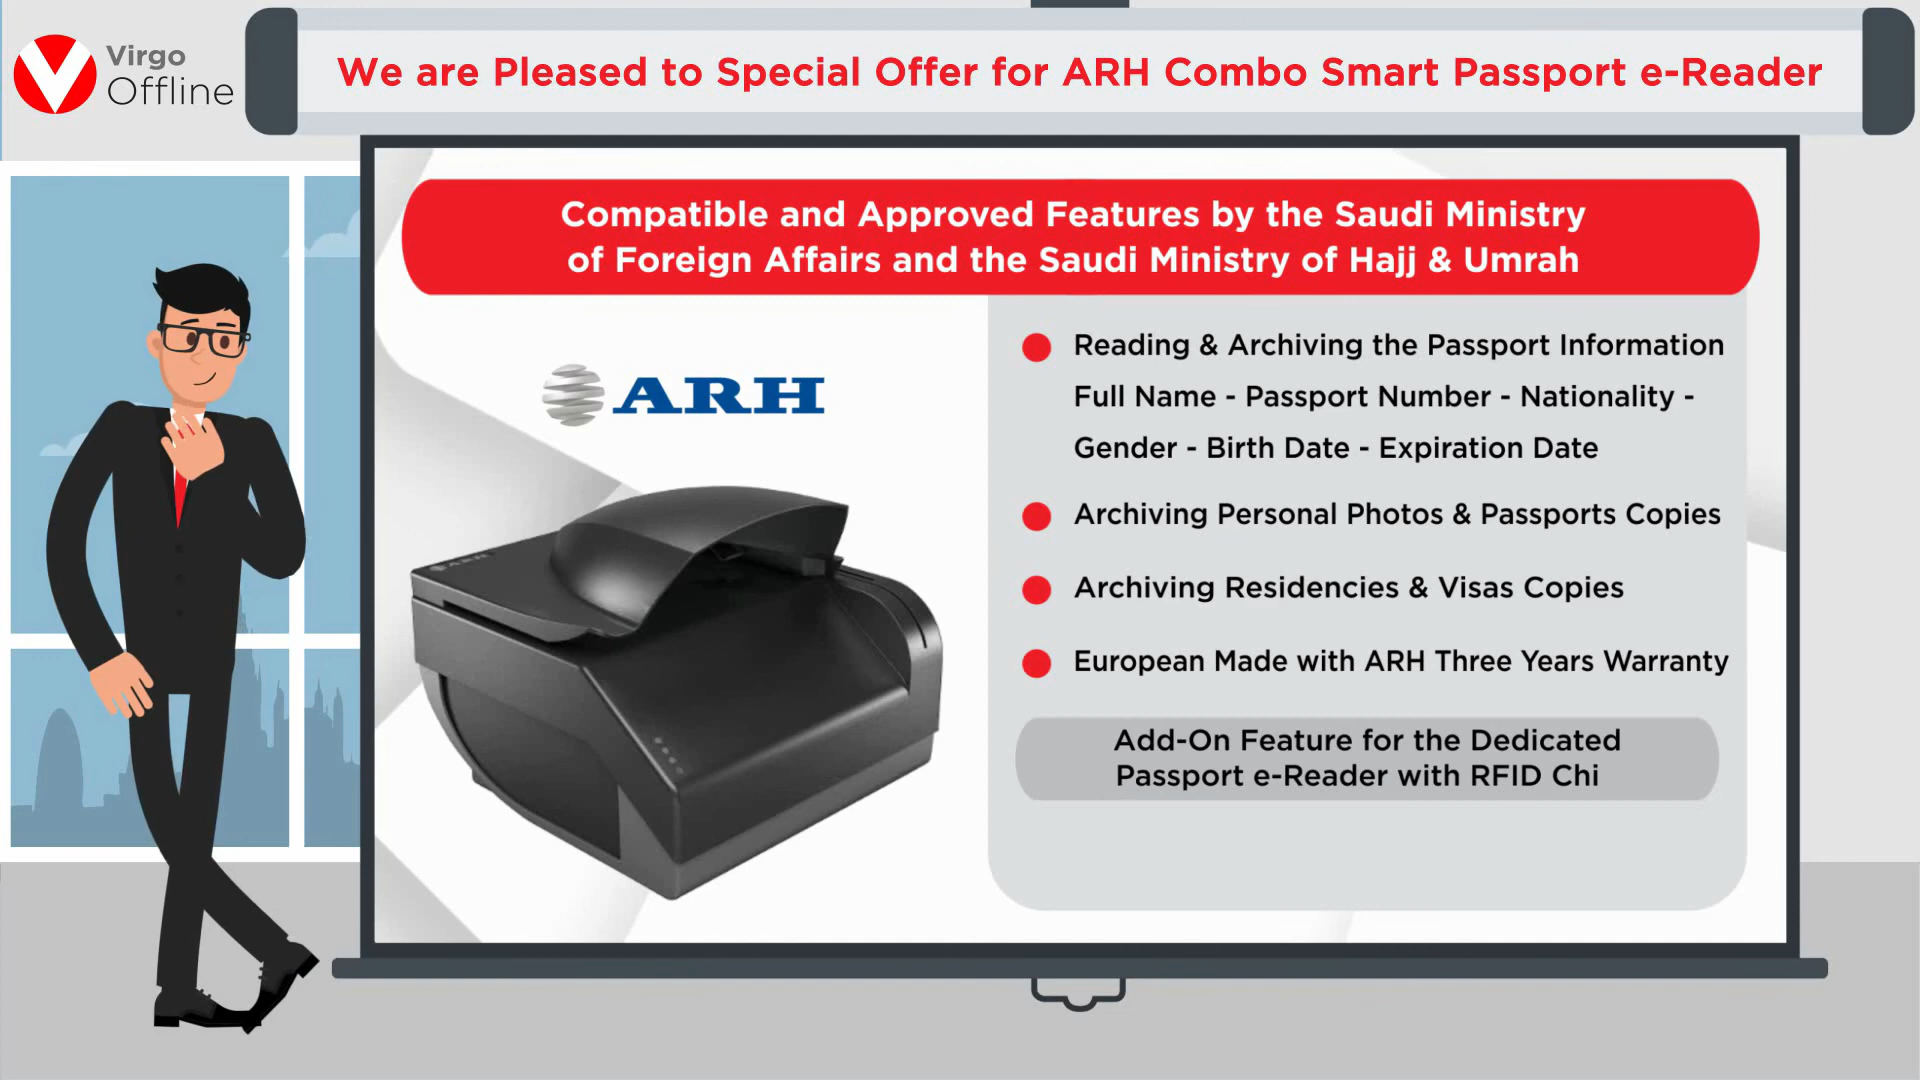 Virgo
Offline
We are Pleased to Special Offer for ARH Combo Smart Passport e-Reader
Compatible and Approved Features by the Saudi Ministry
of Foreign Affairs and the Saudi Ministry of Hajj & Umrah
ARH
ARH
Reading & Archiving the Passport Information
Full Name - Passport Number - Nationality -
Gender - Birth Date - Expiration Date
Archiving Personal Photos & Passports Copies
Archiving Residencies & Visas Copies
European Made with ARH Three Years Warranty
Add-On Feature for the Dedicated
Passport e-Reader with RFID Chi